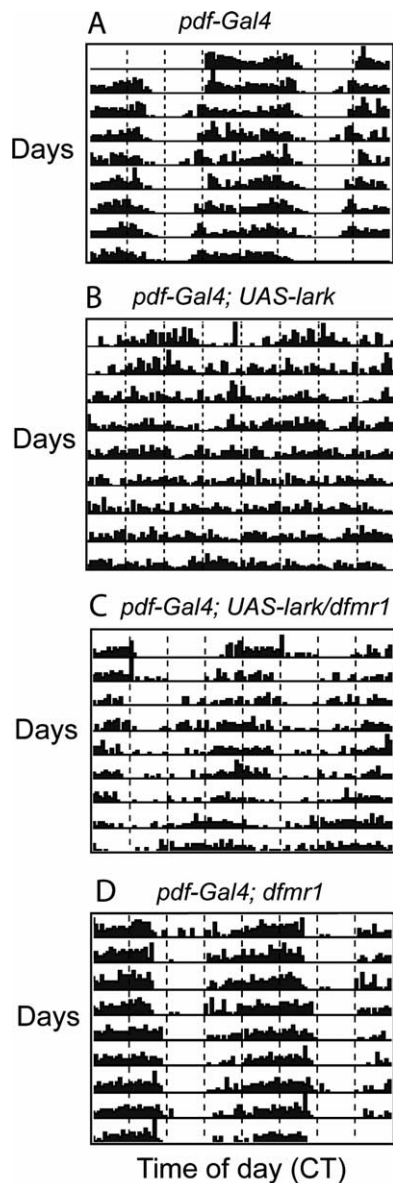 A pdf-Gal4
Days
B pdf-Gal4; UAS-lark
Days
C pdf-Gal4; UAS-lark/dfmr1
Days
D pdf-Gal4; dfmr1
Days
Time of day (CT)